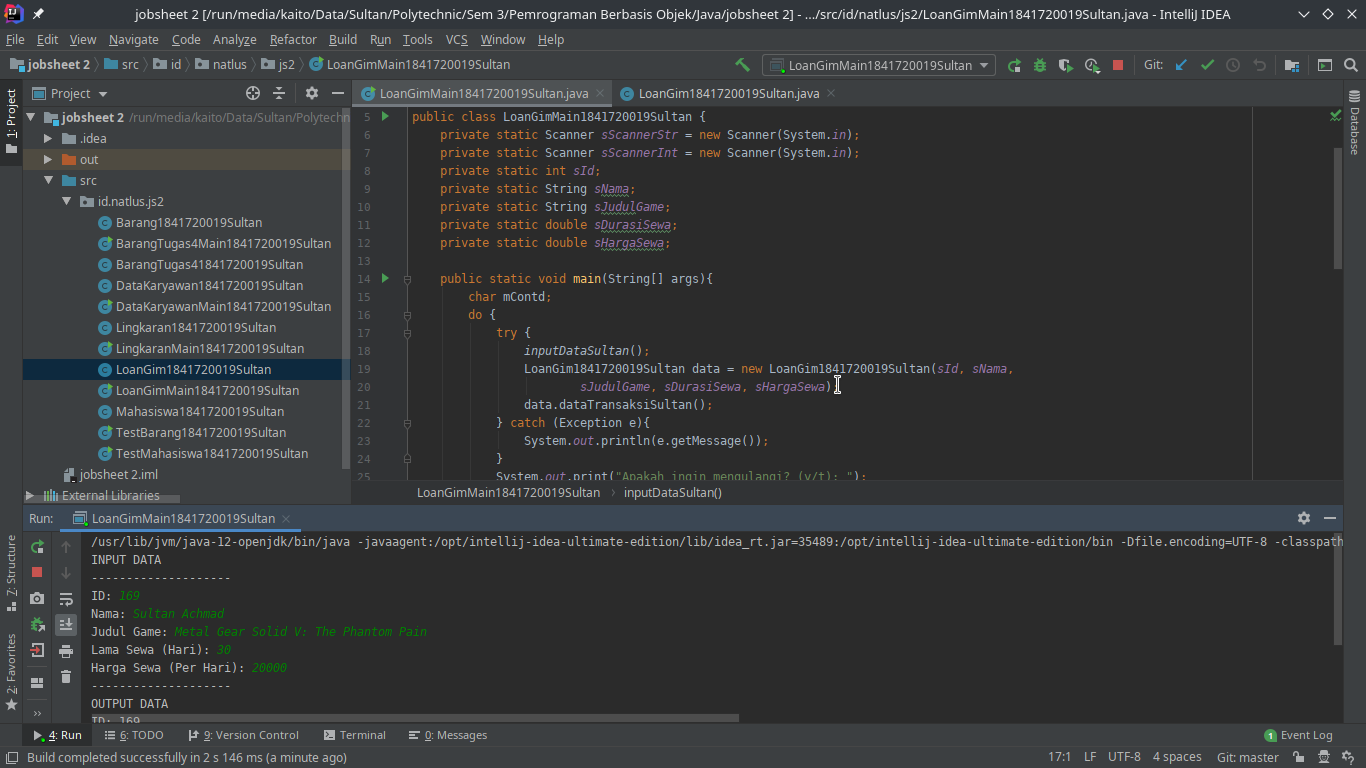 jobsheet 2 [/run/media/kaito/Data/Sultan/Polytechnic/Sem 3/Pemrograman Berbasis Objek/Java/jobsheet 2] - .../src/id/natlus/js2/LoanGimMain1841720019Sultan.java - IntelliJ IDEA
File Edit View Navigate Code Analyze Refactor Build Run Tools VCS Window Help
jobsheet 2 src id natlus js2 LoanGimMain1841720019Sultan
LoanGimMain1841720019Sultan Git:
1: Project
Project
LoanGimMain1841720019Sultan.java LoanGim1841720019Sultan.java
Database
jobsheet 2 /run/media/kaito/Data/Sultan/Polytechn
.idea
out
src
id.natlus.js2
Barang1841720019Sultan
BarangTugas4Main1841720019Sultan
BarangTugas41841720019Sultan
DataKaryawan1841720019Sultan
DataKaryawanMain1841720019Sultan
Lingkaran1841720019Sultan
LingkaranMain1841720019Sultan
LoanGim1841720019Sultan
LoanGimMain1841720019Sultan
Mahasiswa1841720019Sultan
TestBarang1841720019Sultan
TestMahasiswa1841720019Sultan
jobsheet 2.iml
External Libraries
5 public class LoanGimMain1841720019Sultan {
6 private static Scanner sScannerStr = new Scanner(System.in);
7 private static Scanner sScannerInt = new Scanner(System.in);
8 private static int sId;
9 private static String sNama;
10 private static String sJudulGame;
11 private static double sDurasiSewa;
12 private static double sHargaSewa;
13
14 public static void main(String[] args){
15 char mContd;
16 do {
17 try {
18 inputDataSultan();
19 LoanGim1841720019Sultan data = new LoanGim1841720019Sultan(sId, sNama,
20 sJudulGame, sDurasiSewa, sHargaSewa);
21 data.dataTransaksiSultan();
22 } catch (Exception e){
23 System.out.println(e.getMessage());
24 }
25 System.out.print("Apakah ingin mengulangi? (y/t): ");
LoanGimMain1841720019Sultan inputDataSultan()
Run: LoanGimMain1841720019Sultan
7: Structure
2: Favorites
/usr/lib/jvm/java-12-openjdk/bin/java -javaagent:/opt/intellij-idea-ultimate-edition/lib/idea_rt.jar=35489:/opt/intellij-idea-ultimate-edition/bin -Dfile.encoding=UTF-8 -classpath
INPUT DATA
--------------------
ID: 169
Nama: Sultan Achmad
Judul Game: Metal Gear Solid V: The Phantom Pain
Lama Sewa (Hari): 30
Harga Sewa (Per Hari): 20000
--------------------
OUTPUT DATA
ID: 169
4: Run 6: TODO 9: Version Control Terminal 0: Messages 1 Event Log
Build completed successfully in 2 s 146 ms (a minute ago) 17:1 LF UTF-8 4 spaces Git: master